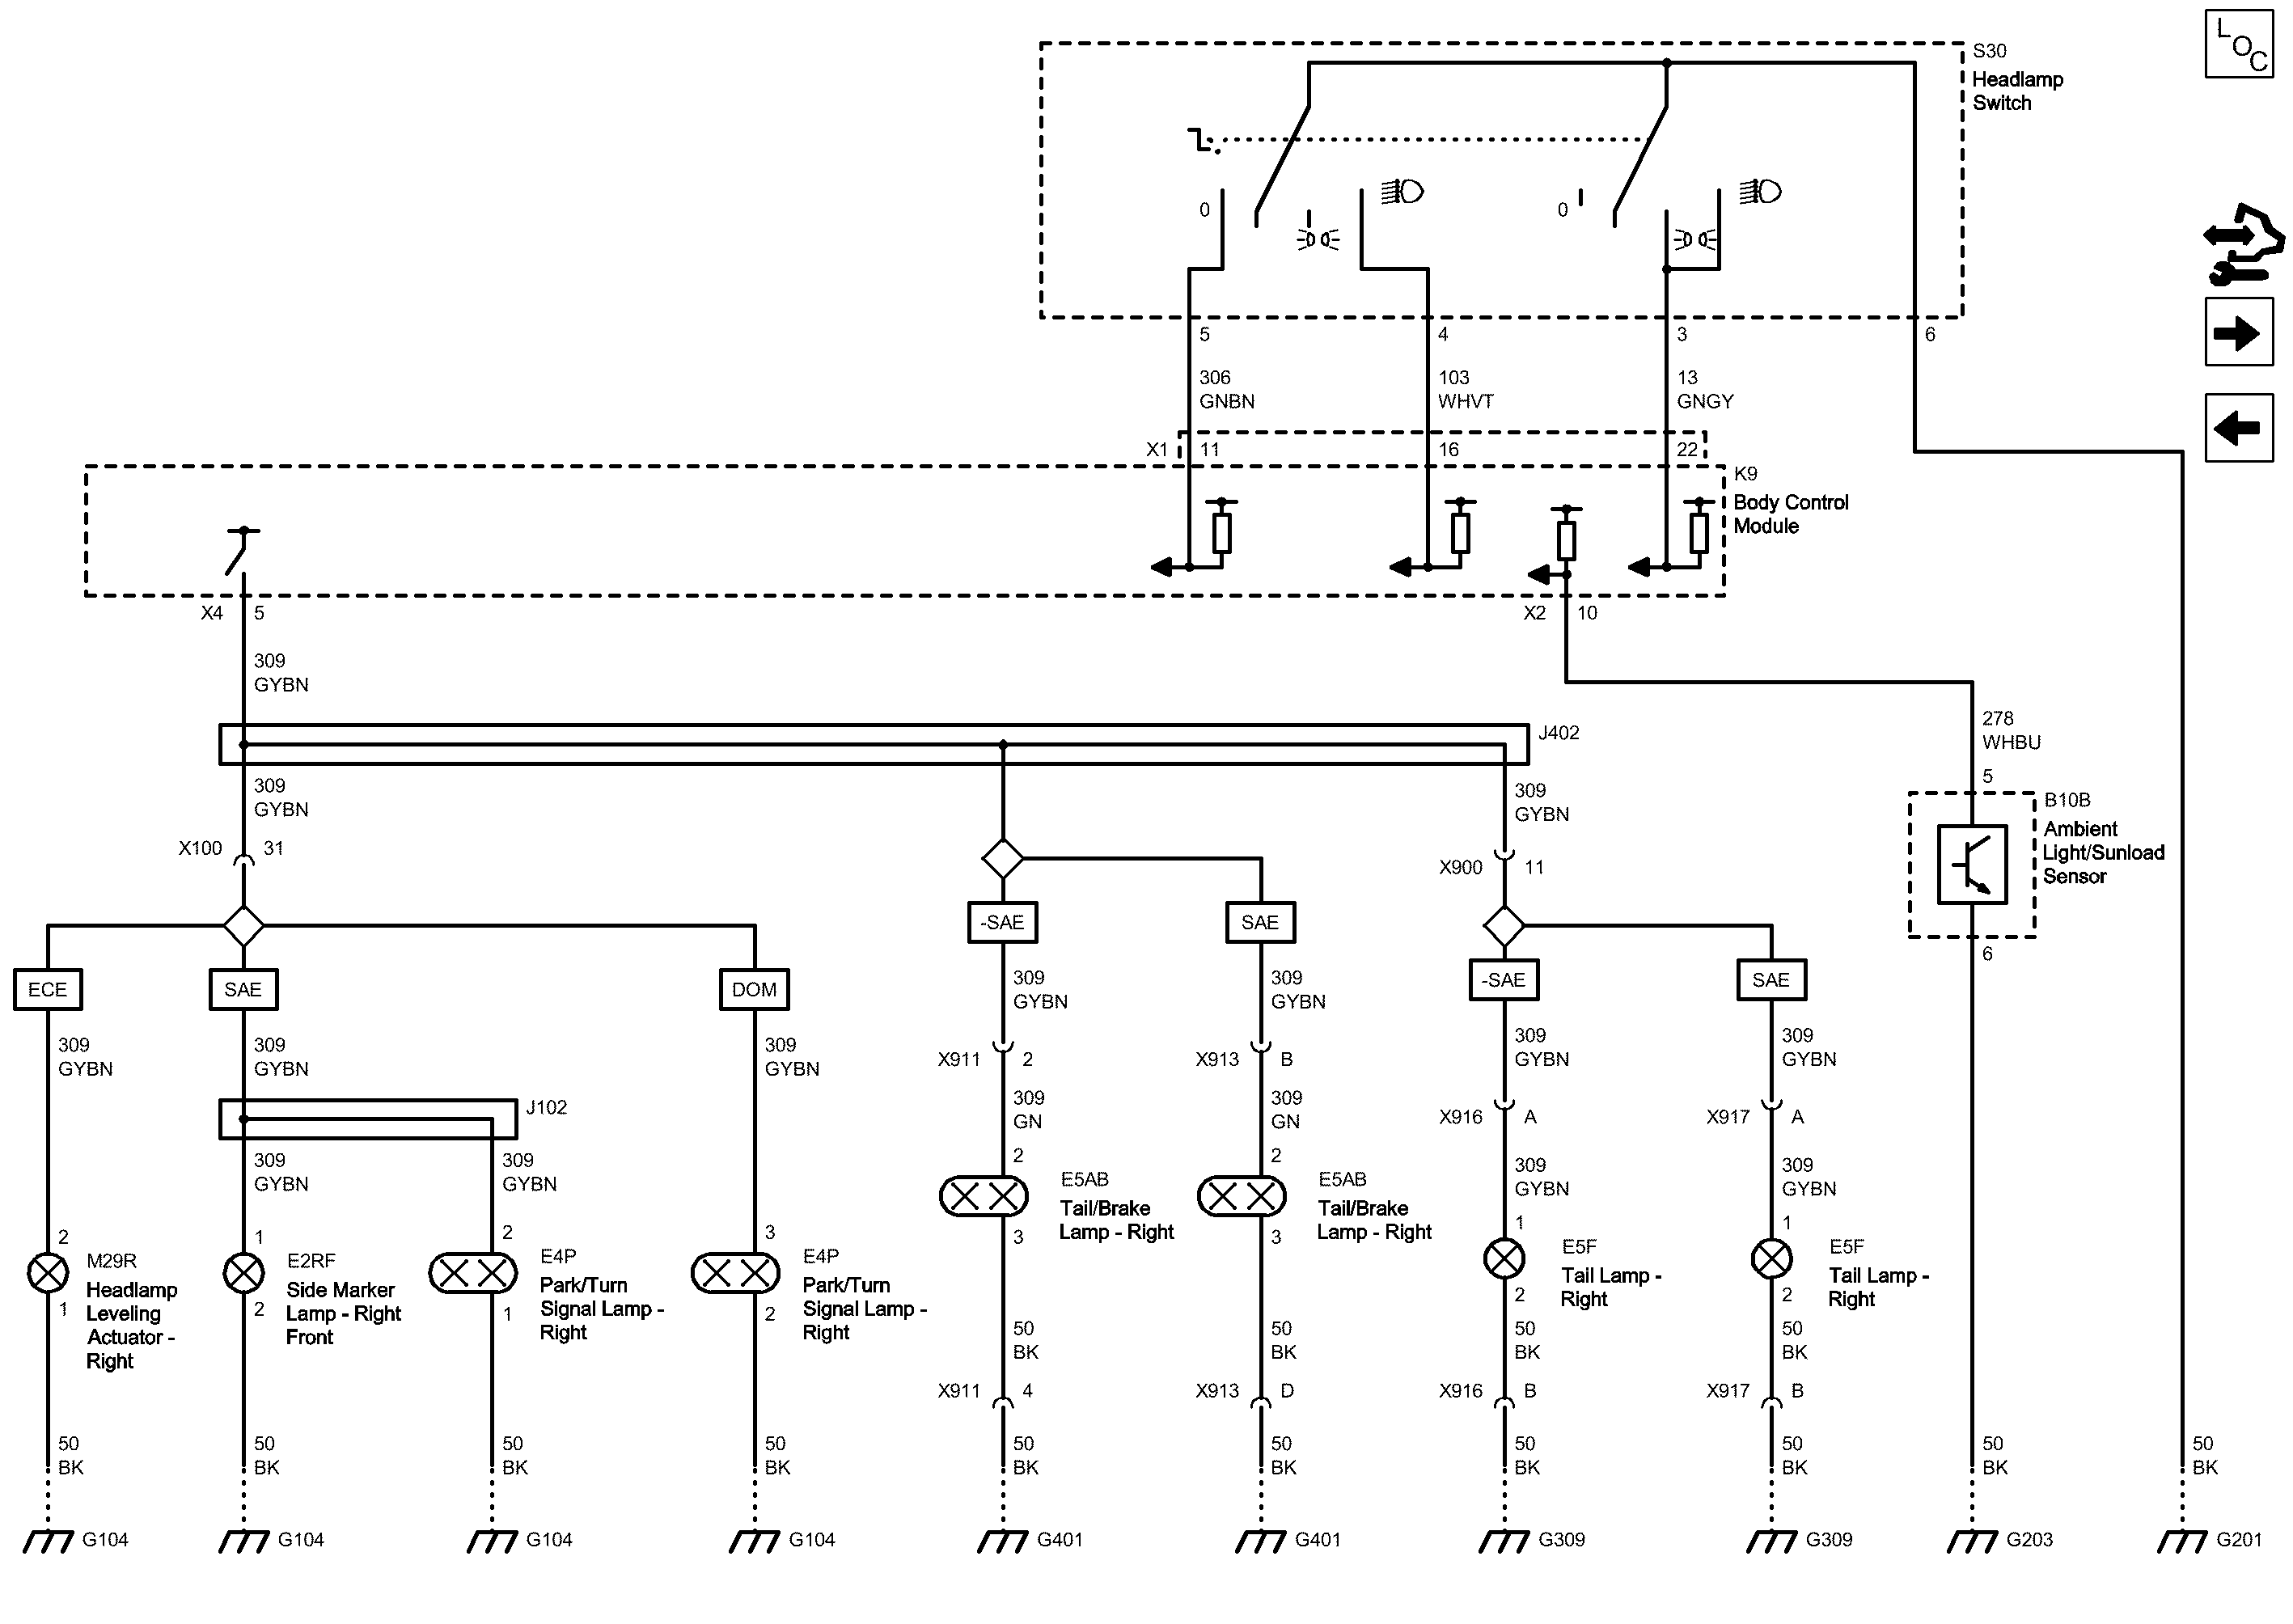 LOC
S30
Headlamp
Switch
0
0
5
4
3
6
306
GNBN
103
WHVT
13
GNGY
X1
11
16
22
K9
Body Control
Module
X4
5
X2
10
309
GYBN
278
WHBU
J402
309
GYBN
309
GYBN
5
B10B
Ambient
Light/Sunload
Sensor
6
X100
31
X900
11
ECE
SAE
DOM
-SAE
SAE
-SAE
SAE
309
GYBN
309
GYBN
309
GYBN
309
GYBN
309
GYBN
309
GYBN
309
GYBN
X911
2
X913
B
X916
A
X917
A
J102
309
GYBN
309
GYBN
309
GN
309
GN
309
GYBN
309
GYBN
2
M29R
Headlamp
Leveling
Actuator -
Right
1
1
E2RF
Side Marker
Lamp - Right
Front
2
2
E4P
Park/Turn
Signal Lamp -
Right
1
3
E4P
Park/Turn
Signal Lamp -
Right
2
2
E5AB
Tail/Brake
Lamp - Right
3
2
E5AB
Tail/Brake
Lamp - Right
3
1
E5F
Tail Lamp -
Right
2
1
E5F
Tail Lamp -
Right
2
50
BK
50
BK
50
BK
50
BK
X911
4
X913
D
X916
B
X917
B
50
BK
50
BK
50
BK
50
BK
50
BK
50
BK
50
BK
50
BK
50
BK
50
BK
G104
G104
G104
G104
G401
G401
G309
G309
G203
G201